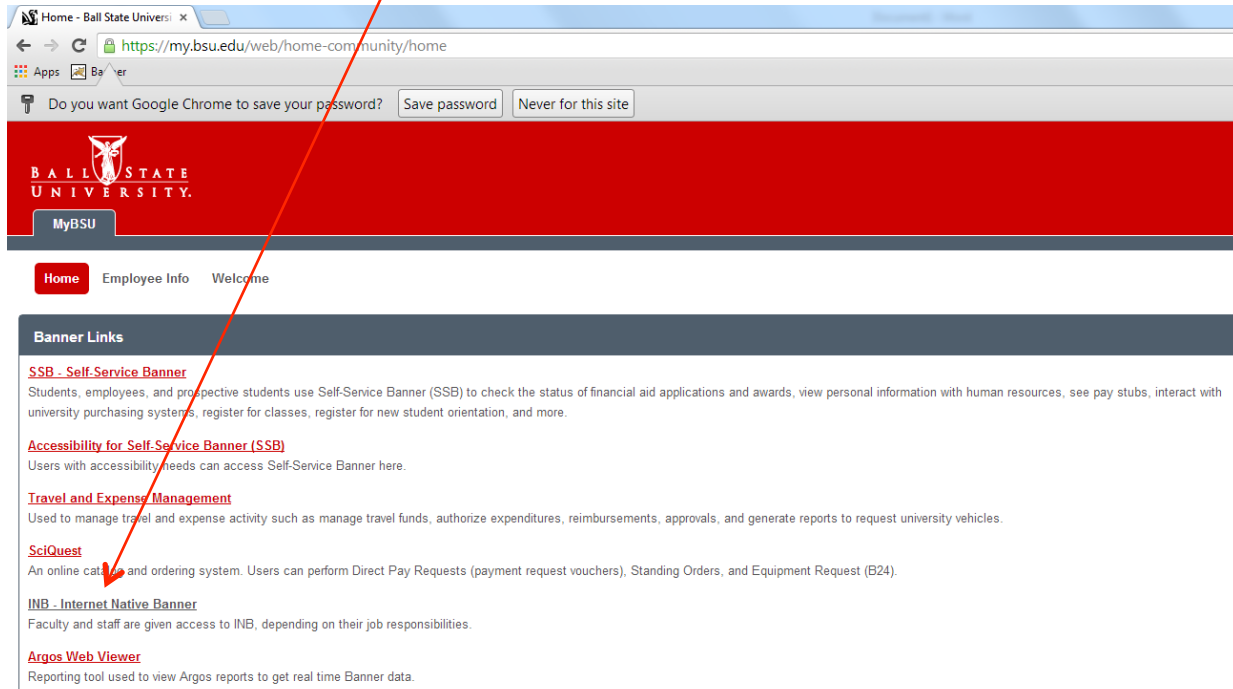 Home - Ball State Universi ×
Document1 - Word
https://my.bsu.edu/web/home-community/home
Apps Banner
Do you want Google Chrome to save your password? Save password Never for this site
BALL STATE
UNIVERSITY.
MyBSU
Home Employee Info Welcome
Banner Links
SSB - Self-Service Banner
Students, employees, and prospective students use Self-Service Banner (SSB) to check the status of financial aid applications and awards, view personal information with human resources, see pay stubs, interact with
university purchasing systems, register for classes, register for new student orientation, and more.
Accessibility for Self-Service Banner (SSB)
Users with accessibility needs can access Self-Service Banner here.
Travel and Expense Management
Used to manage travel and expense activity such as manage travel funds, authorize expenditures, reimbursements, approvals, and generate reports to request university vehicles.
SciQuest
An online catalog and ordering system. Users can perform Direct Pay Requests (payment request vouchers), Standing Orders, and Equipment Request (B24).
INB - Internet Native Banner
Faculty and staff are given access to INB, depending on their job responsibilities.
Argos Web Viewer
Reporting tool used to view Argos reports to get real time Banner data.